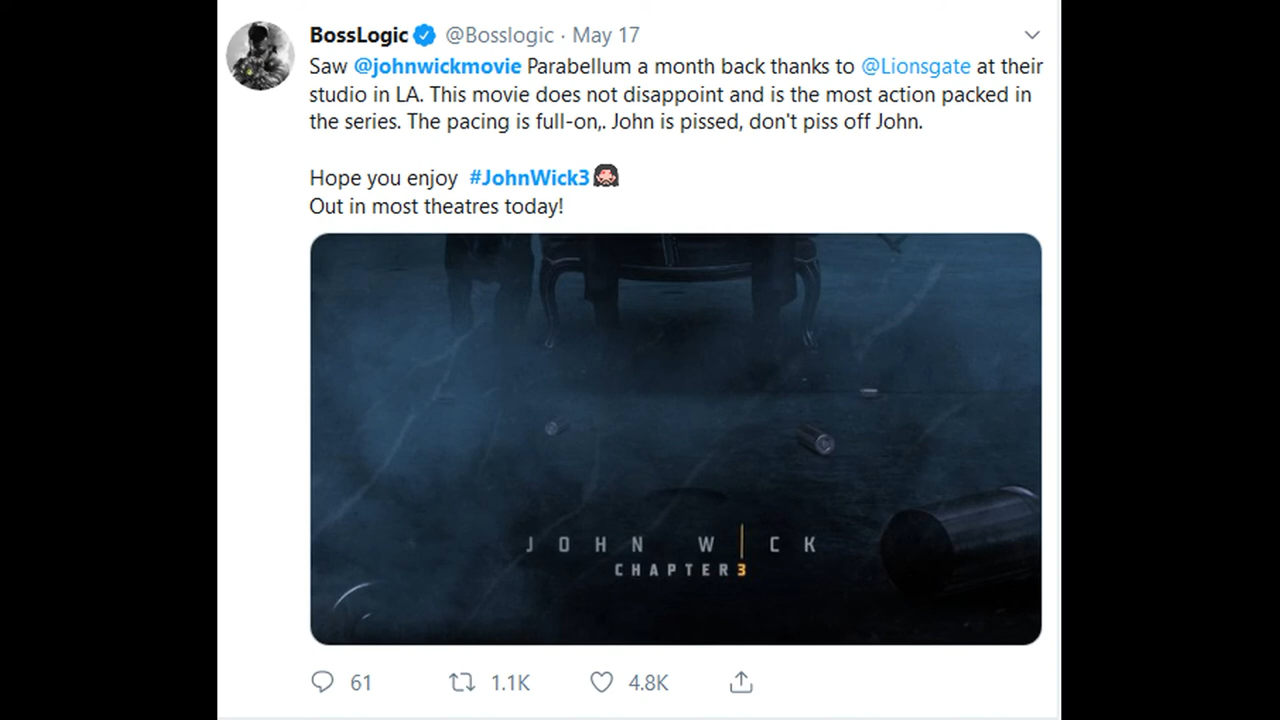 BossLogic @Bosslogic · May 17
Saw @johnwickmovie Parabellum a month back thanks to @Lionsgate at their
studio in LA. This movie does not disappoint and is the most action packed in
the series. The pacing is full-on,. John is pissed, don't piss off John.
Hope you enjoy #JohnWick3
Out in most theatres today!
JOHN W|CK
CHAPTER3
61 1.1K 4.8K